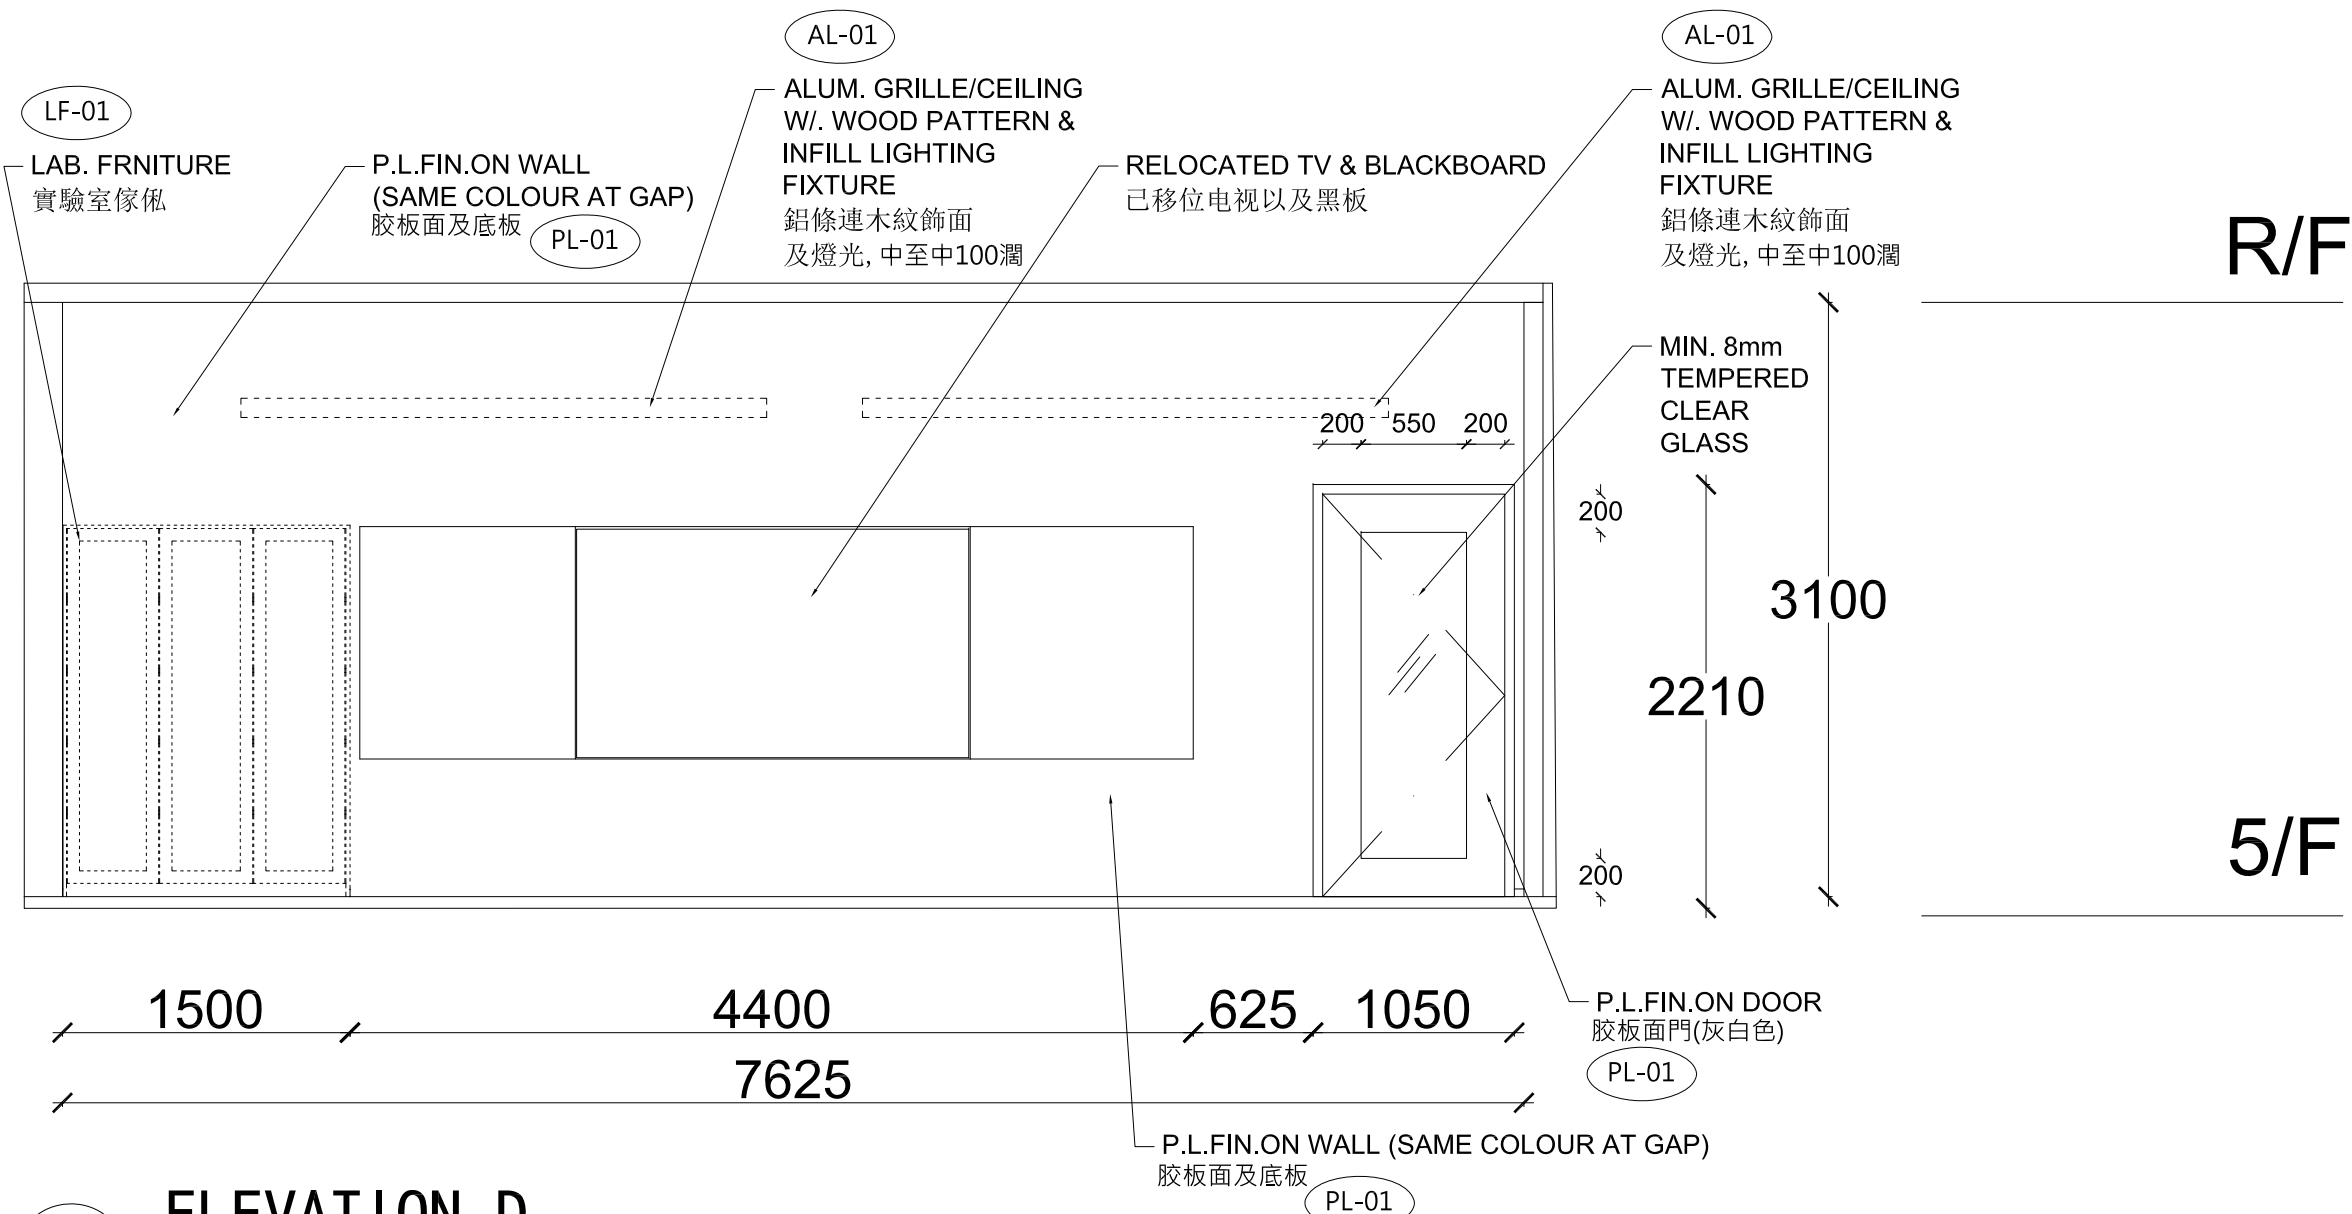 AL-01
ALUM. GRILLE/CEILING
W/. WOOD PATTERN &
INFILL LIGHTING
FIXTURE
鋁條連木紋飾面
及燈光, 中至中100濶
AL-01
ALUM. GRILLE/CEILING
W/. WOOD PATTERN &
INFILL LIGHTING
FIXTURE
鋁條連木紋飾面
及燈光, 中至中100濶
LF-01
LAB. FRNITURE
實驗室傢俬
P.L.FIN.ON WALL
(SAME COLOUR AT GAP)
胶板面及底板
PL-01
RELOCATED TV & BLACKBOARD
已移位电视以及黑板
R/F
MIN. 8mm
TEMPERED
CLEAR
GLASS
200 550 200
200
3100
2210
5/F
200
1500 4400 625 1050
7625
P.L.FIN.ON DOOR
胶板面門(灰白色)
PL-01
P.L.FIN.ON WALL (SAME COLOUR AT GAP)
胶板面及底板
PL-01
ELEVATION D